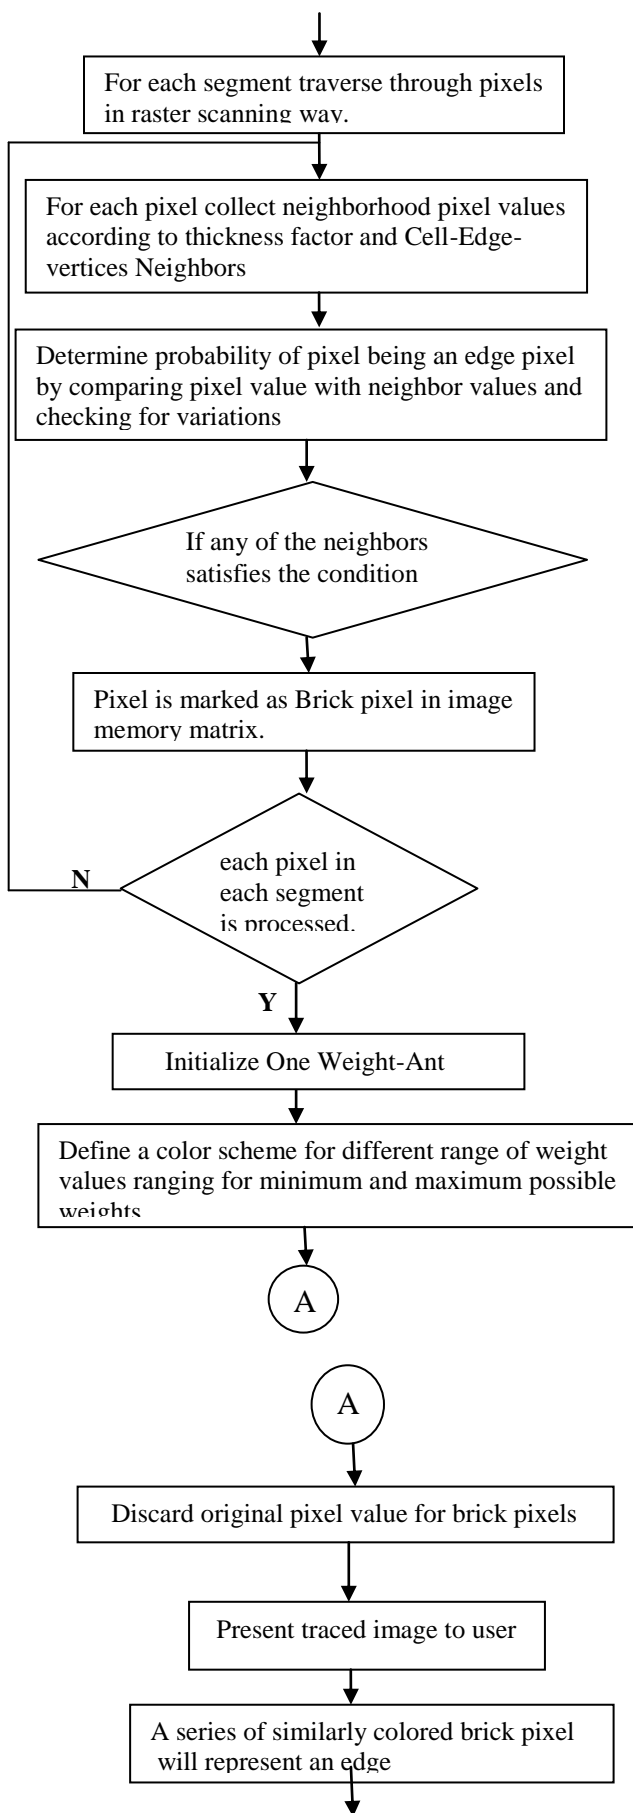 For each segment traverse through pixels
in raster scanning way.
For each pixel collect neighborhood pixel values
according to thickness factor and Cell-Edge-
vertices Neighbors
Determine probability of pixel being an edge pixel
by comparing pixel value with neighbor values and
checking for variations
If any of the neighbors
satisfies the condition
Pixel is marked as Brick pixel in image
memory matrix.
each pixel in
each segment
is processed.
N
Y
Initialize One Weight-Ant
Define a color scheme for different range of weight
values ranging for minimum and maximum possible
weights
A
A
Discard original pixel value for brick pixels
Present traced image to user
A series of similarly colored brick pixel
will represent an edge